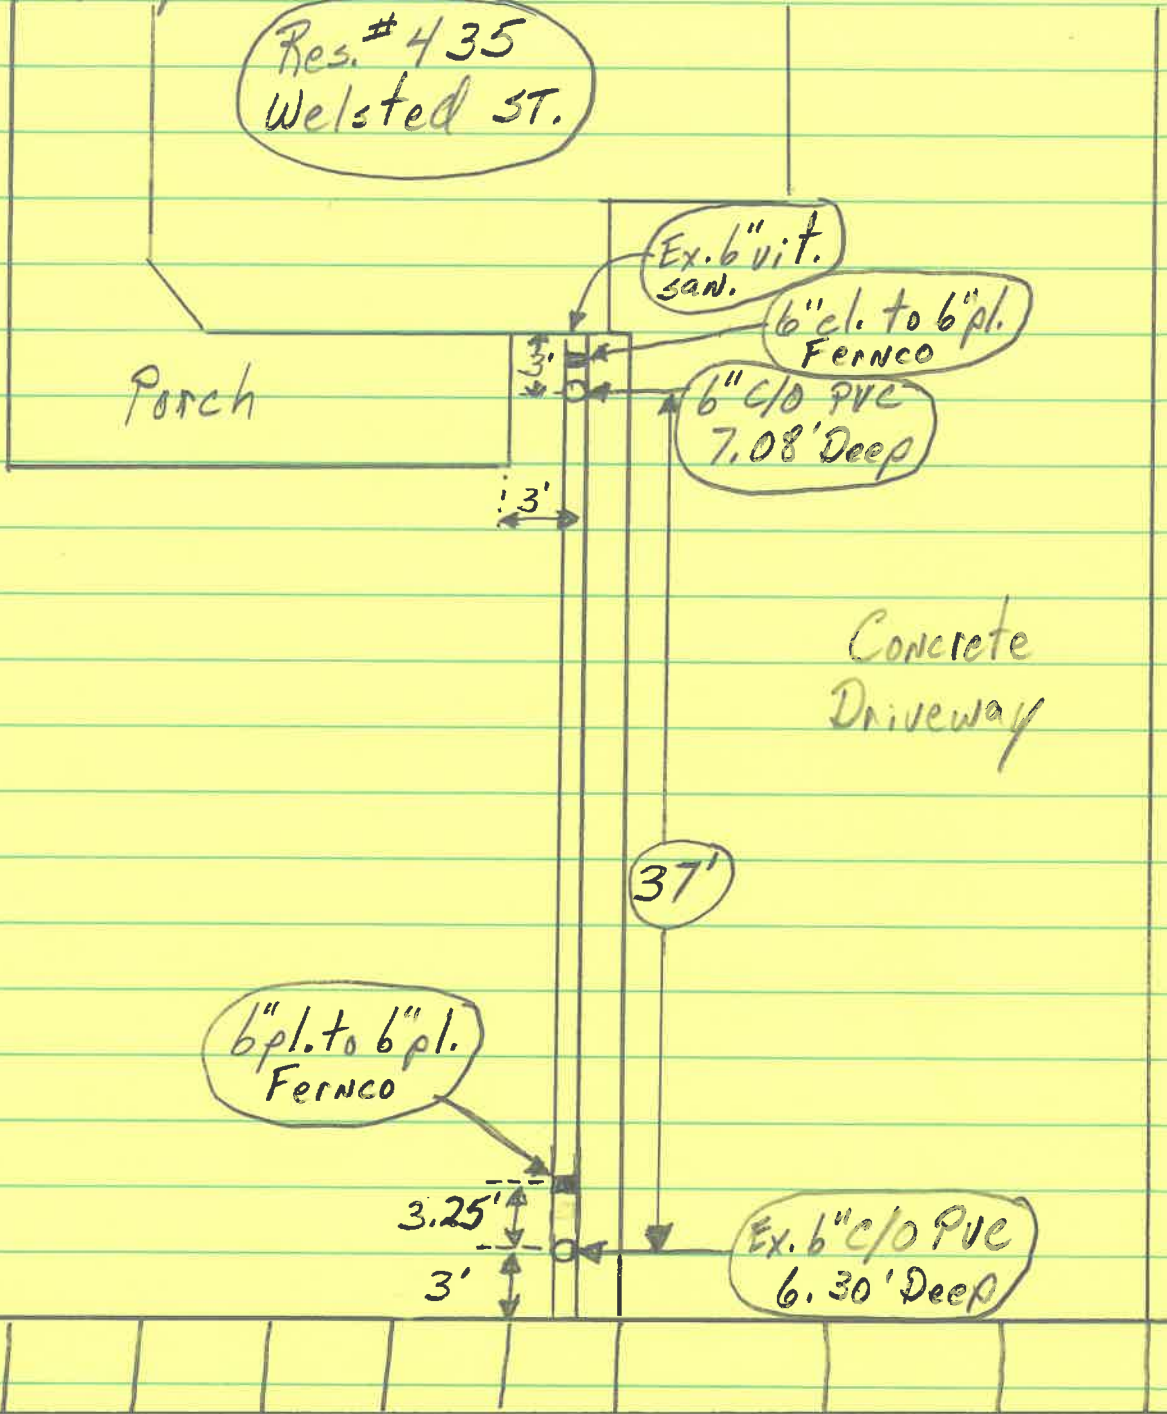 Res. # 435
Welsted ST.
Ex. 6" vit.
san.
6" cl. to 6" pl.
Fernco
3'
Porch
6" C/O PVC
7.08' Deep
3'
Concrete
Driveway
37'
6" pl. to 6" pl.
Fernco
3.25'
Ex. 6" C/O PVC
6.30' Deep
3'